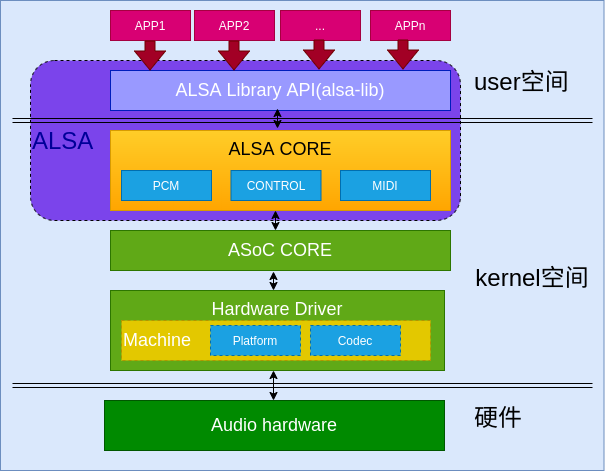 APP1
APP2
...
APPn
ALSA Library API(alsa-lib)
user空间
ALSA
ALSA CORE
PCM
CONTROL
MIDI
ASoC CORE
kernel空间
Hardware Driver
Machine
Platform
Codec
Audio hardware
硬件